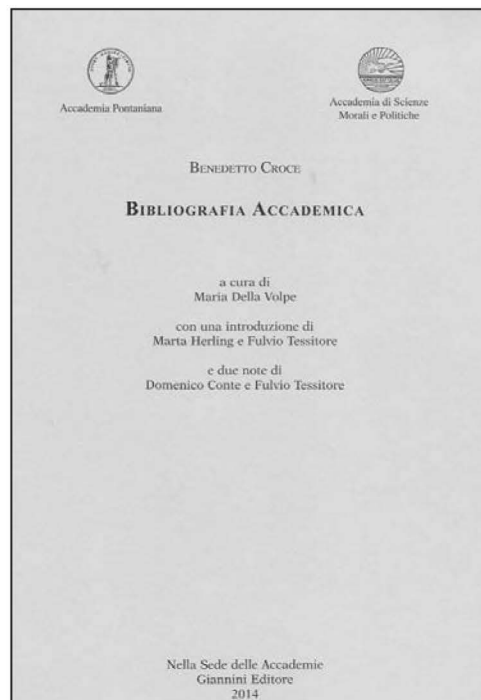 Accademia Pontaniana
Accademia di Scienze
Morali e Politiche
BENEDETTO CROCE
BIBLIOGRAFIA ACCADEMICA
a cura di
Maria Della Volpe
con una introduzione di
Marta Herling e Fulvio Tessitore
e due note di
Domenico Conte e Fulvio Tessitore
Nella Sede delle Accademie
Giannini Editore
2014